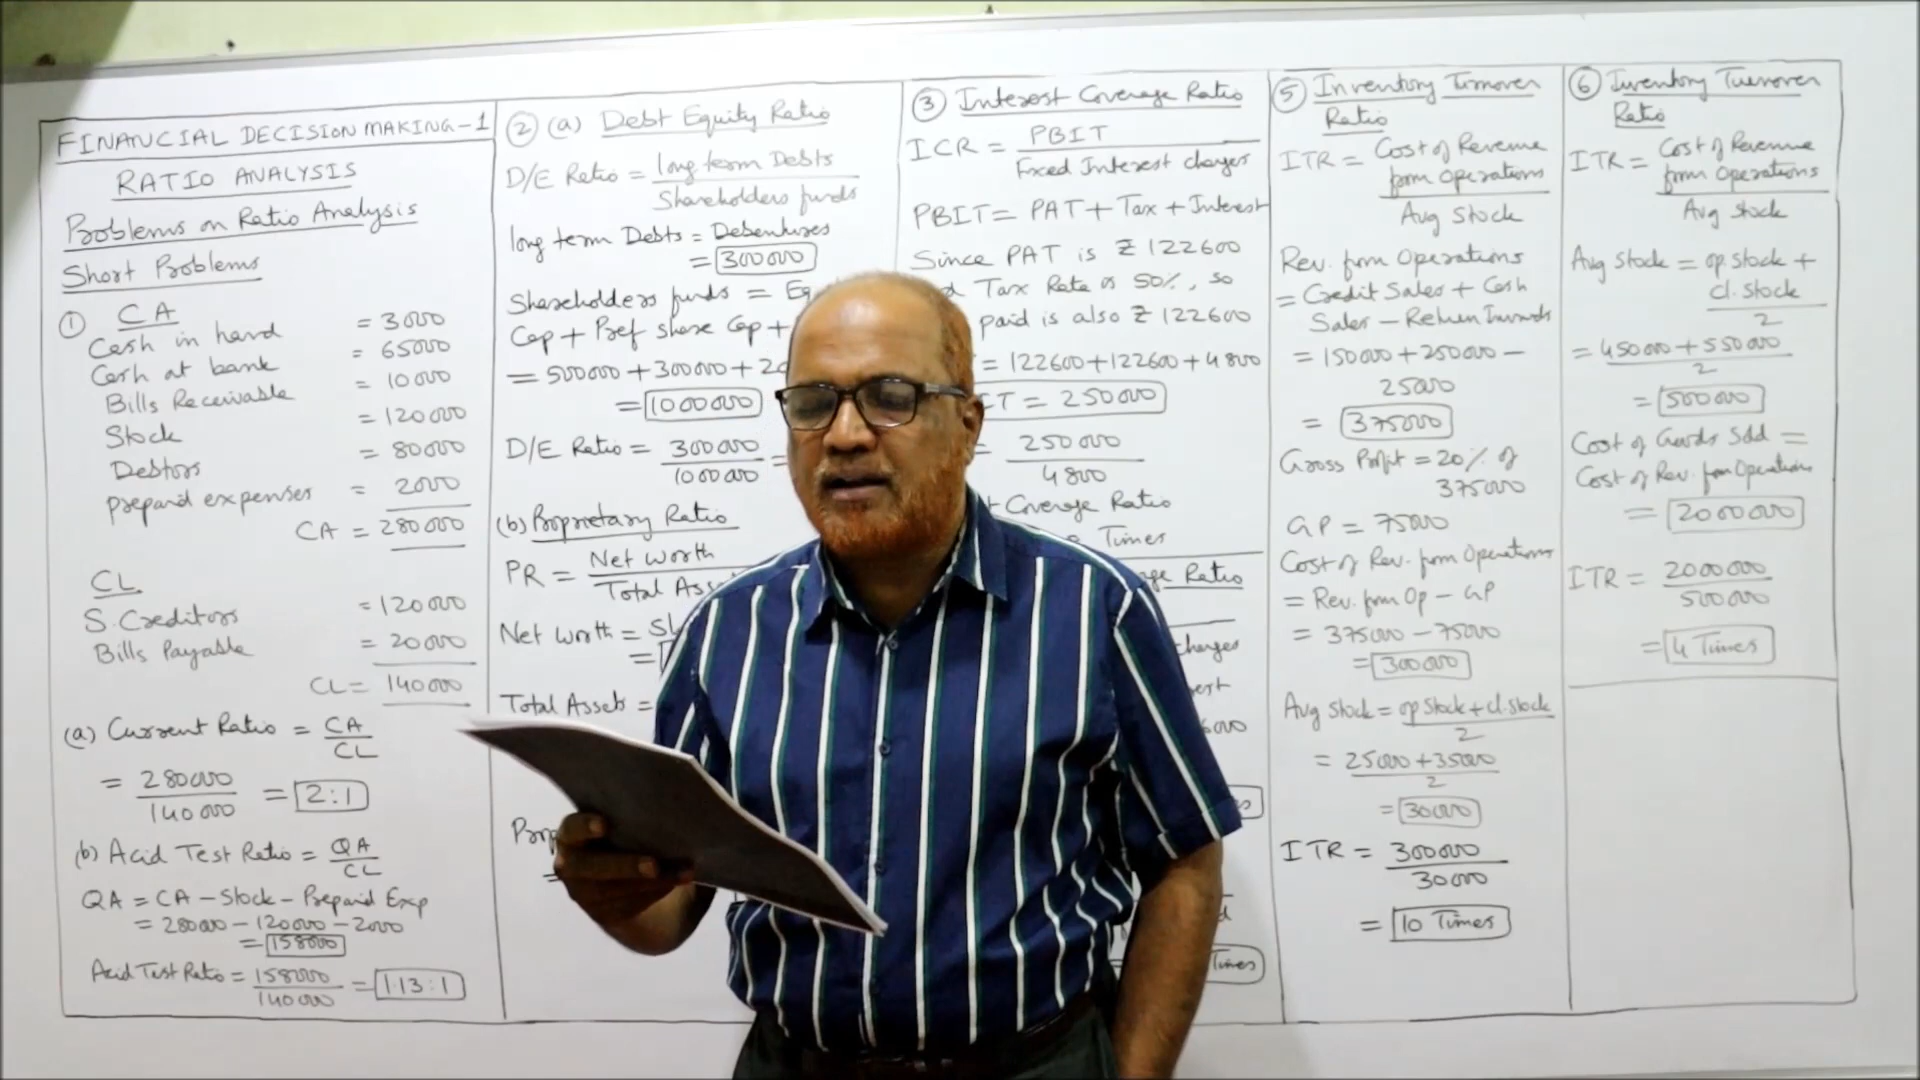 FINANCIAL DECISION MAKING-1
RATIO ANALYSIS
Problems on Ratio Analysis
Short Problems
① CA
Cash in hand = 3000
Cash at bank = 65000
Bills Receivable = 10000
Stock = 120000
Debtors = 80000
prepaid expenses = 2000
CA = 280000
CL
S. Creditors = 120000
Bills Payable = 20000
CL = 140000
(a) Current Ratio = CA
CL
= 280000
140000 = 2:1
(b) Acid Test Ratio = QA
CL
QA = CA - Stock - Prepaid Exp
= 280000 - 120000 - 2000
= 158000
Acid Test Ratio = 158000
140000 = 1.13:1
② (a) Debt Equity Ratio
D/E Ratio = long term Debts
Shareholders funds
long term Debts = Debentures
= 300000
Shareholders funds =
Cap + Pref share Cap +
= 500000 + 300000 +
= 1000000
D/E Ratio = 300000
1000000 =
(b) Proprietary Ratio
PR = Net worth
Total
Net worth =
=
Total Assets =
=
③ Interest Coverage Ratio
ICR = PBIT
Fixed Interest charges
PBIT = PAT + Tax + Interest
Since PAT is ₹ 122600
Tax Rate is 50%, so
paid is also ₹ 122600
= 122600 + 122600 + 4800
= 250000
= 250000
4800
Coverage Ratio
Times
Ratio
charges
Times
⑤ Inventory Turnover
Ratio
ITR = Cost of Revenue
from Operations
Avg Stock
Rev. from Operations
= Credit Sales + Cash
Sales - Return Inwards
= 150000 + 250000 -
25000
= 375000
Gross Profit = 20% of
375000
GP = 75000
Cost of Rev. from Operations
= Rev. from Op - GP
= 375000 - 75000
= 300000
Avg stock = op stock + cl. stock
2
= 25000 + 35000
2
= 30000
ITR = 300000
30000
= 10 Times
⑥ Inventory Turnover
Ratio
ITR = Cost of Revenue
from Operations
Avg stock
Avg stock = op stock +
cl. stock
2
= 450000 + 550000
2
= 500000
Cost of Goods Sold =
Cost of Rev. from Operations
= 2000000
ITR = 2000000
500000
= 4 Times